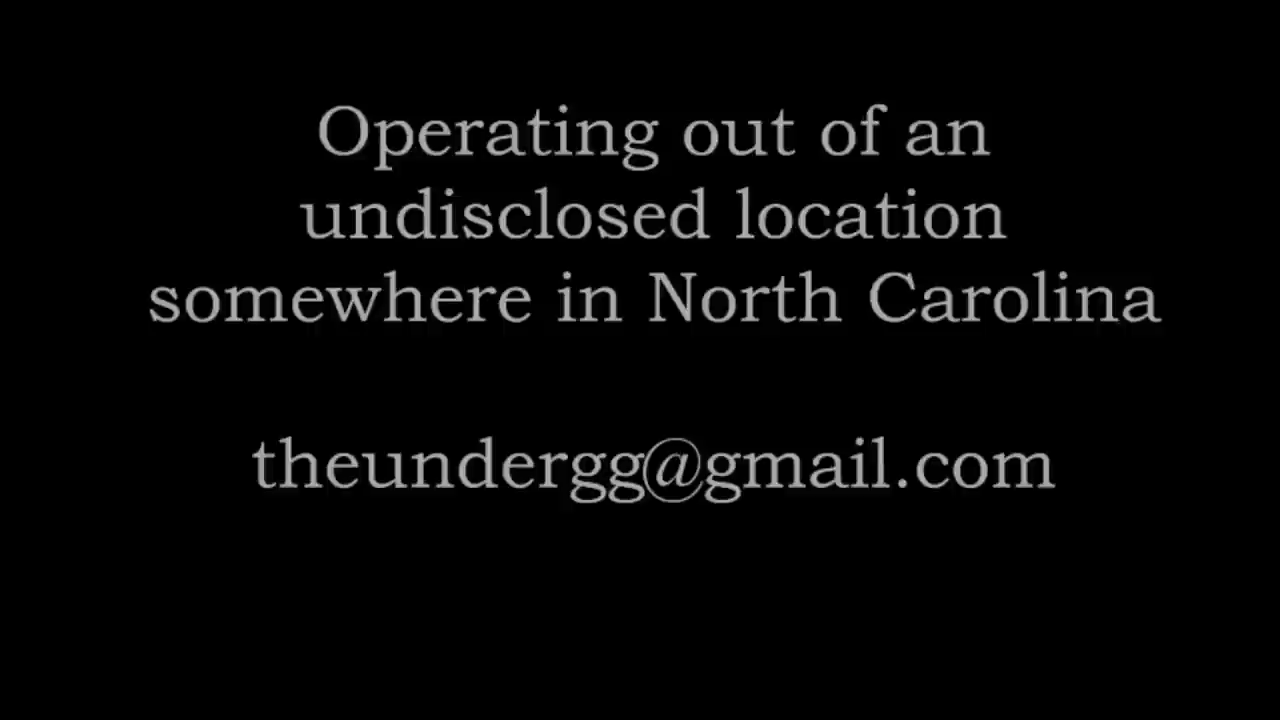 Operating out of an
undisclosed location
somewhere in North Carolina
theundergg@gmail.com